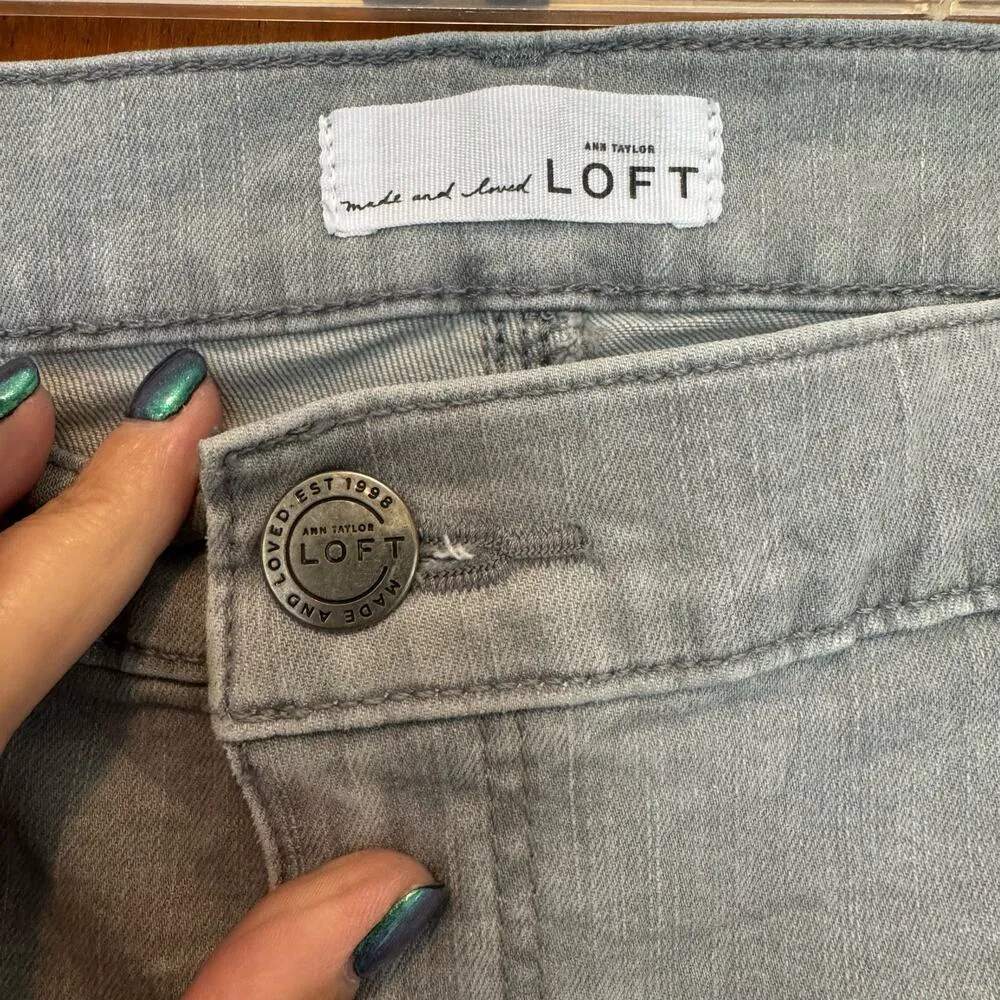 ANN TAYLOR
made and loved LOFT
EST 1998
ANN TAYLOR
LOFT
MADE AND LOVED